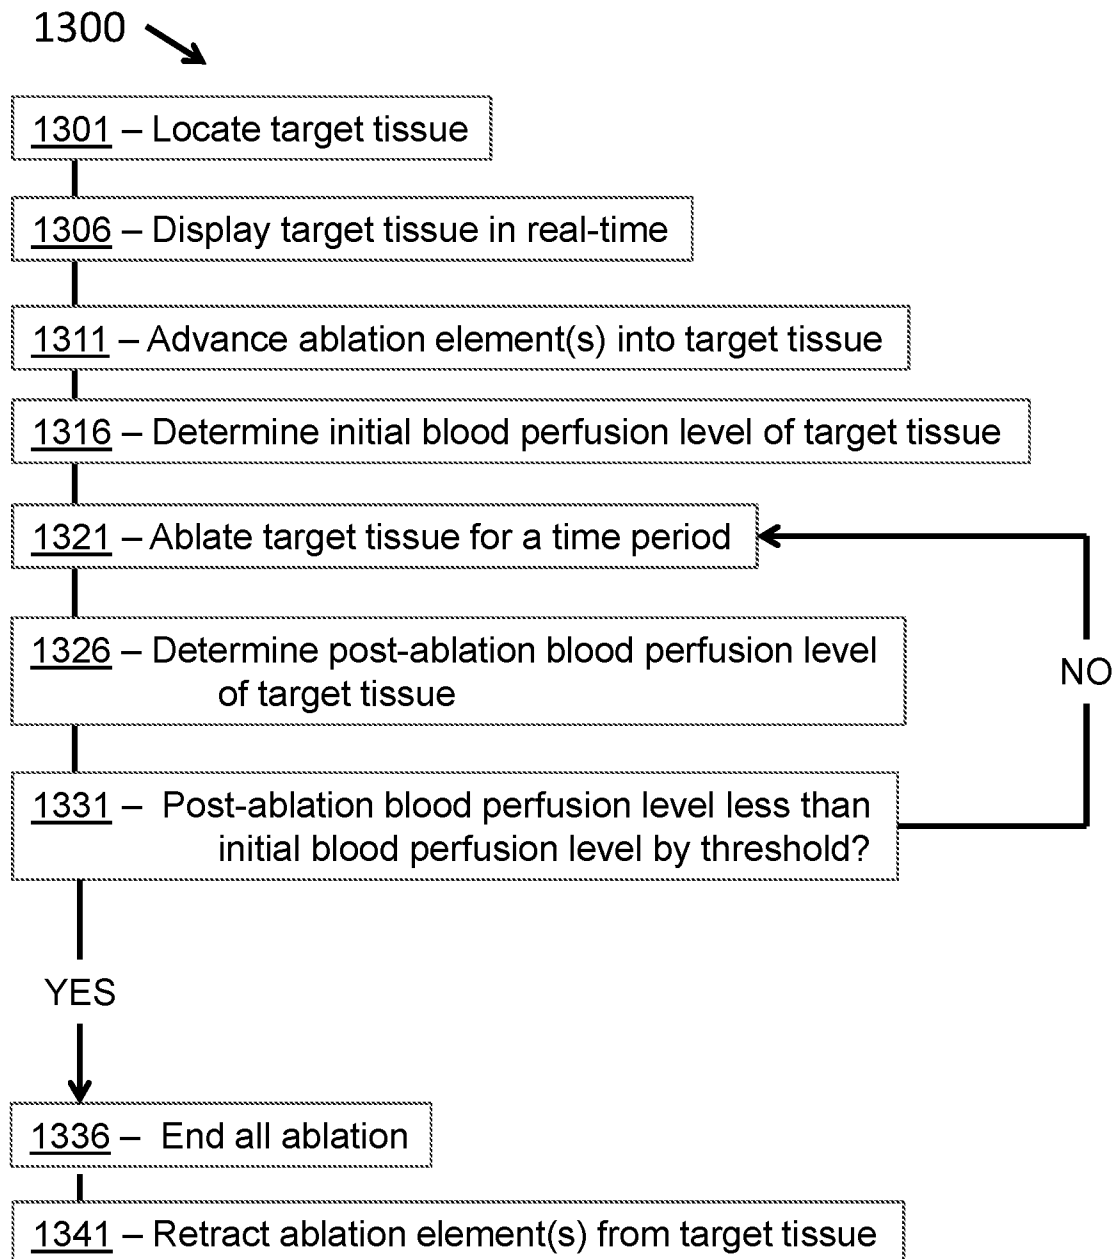 1300
1301 – Locate target tissue
1306 – Display target tissue in real-time
1311 – Advance ablation element(s) into target tissue
1316 – Determine initial blood perfusion level of target tissue
1321 – Ablate target tissue for a time period
1326 – Determine post-ablation blood perfusion level
of target tissue
NO
1331 – Post-ablation blood perfusion level less than
initial blood perfusion level by threshold?
YES
1336 – End all ablation
1341 – Retract ablation element(s) from target tissue